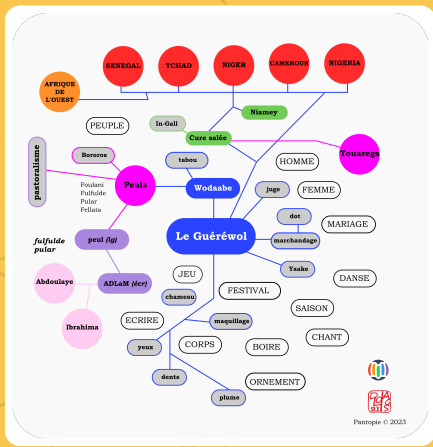 SENEGAL
TCHAD
NIGER
CAMEROUN
NIGERIA
AFRIQUE
DE
L'OUEST
In-Gall
Niamey
PEUPLE
Cure salée
Touaregs
pastoralisme
Bororos
tabou
HOMME
Foulani
Fulfulde
Pular
Fellata
Peuls
Wodaabe
juge
FEMME
dot
MARIAGE
Le Guéréwol
marchandage
fulfulde
pular
peul (lg)
Yaake
JEU
DANSE
Abdoulaye
ADLaM (écr)
chameau
FESTIVAL
SAISON
Ibrahima
ECRIRE
maquillage
CHANT
yeux
CORPS
BOIRE
dents
ORNEMENT
plume
Pantopie © 2023